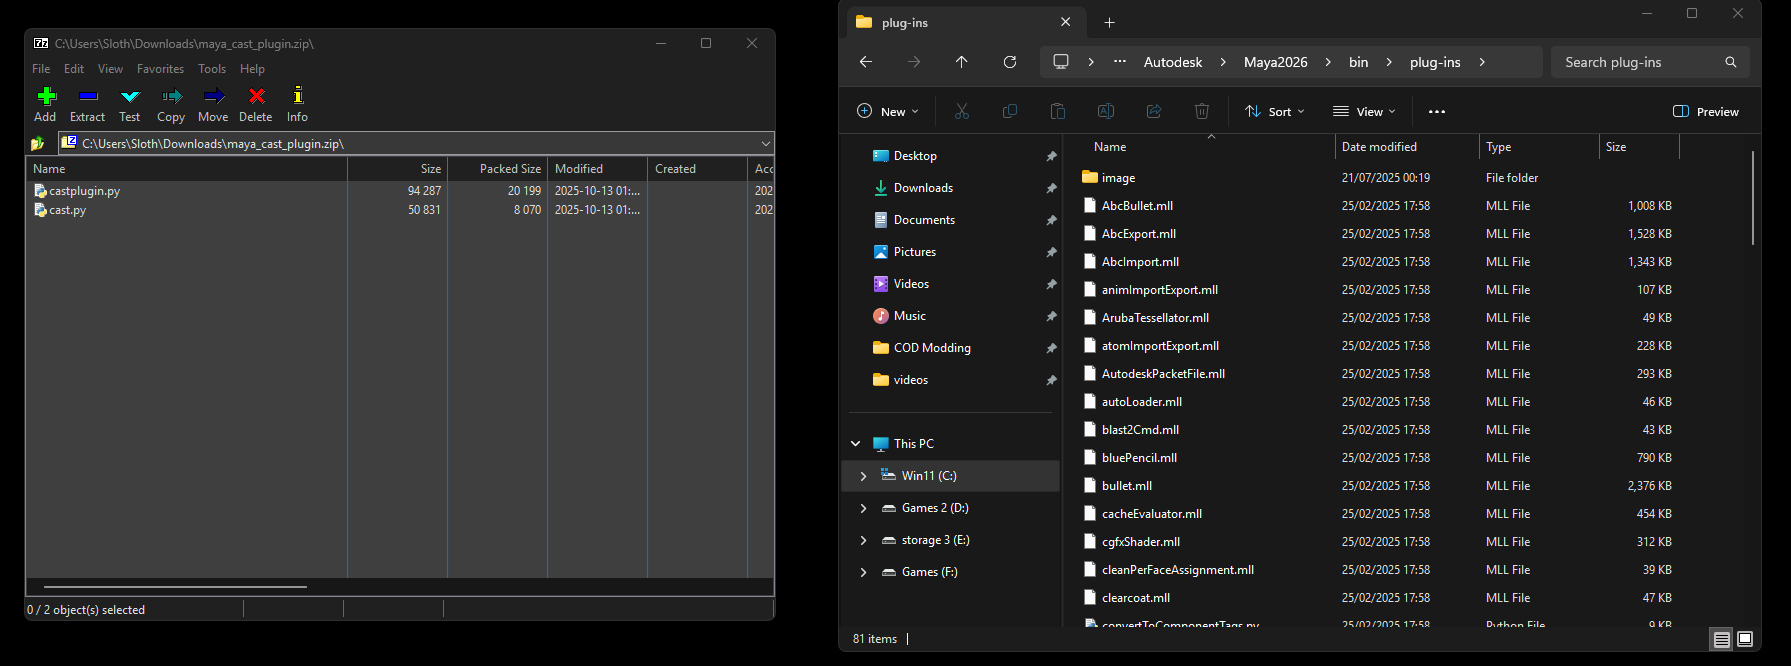 C:\Users\Sloth\Downloads\maya_cast_plugin.zip\
File Edit View Favorites Tools Help
Add Extract Test Copy Move Delete Info
C:\Users\Sloth\Downloads\maya_cast_plugin.zip\
Name Size Packed Size Modified Created Acc
castplugin.py 94 287 20 199 2025-10-13 01:... 202
cast.py 50 831 8 070 2025-10-13 01:... 202
0 / 2 object(s) selected
plug-ins
Autodesk > Maya2026 > bin > plug-ins >
Search plug-ins
New Sort View ... Preview
Desktop
Downloads
Documents
Pictures
Videos
Music
COD Modding
videos
This PC
Win11 (C:)
Games 2 (D:)
storage 3 (E:)
Games (F:)
Name Date modified Type Size
image 21/07/2025 00:19 File folder
AbcBullet.mll 25/02/2025 17:58 MLL File 1,008 KB
AbcExport.mll 25/02/2025 17:58 MLL File 1,528 KB
AbcImport.mll 25/02/2025 17:58 MLL File 1,343 KB
animImportExport.mll 25/02/2025 17:58 MLL File 107 KB
ArubaTessellator.mll 25/02/2025 17:58 MLL File 49 KB
atomImportExport.mll 25/02/2025 17:58 MLL File 228 KB
AutodeskPacketFile.mll 25/02/2025 17:58 MLL File 293 KB
autoLoader.mll 25/02/2025 17:58 MLL File 46 KB
blast2Cmd.mll 25/02/2025 17:58 MLL File 43 KB
bluePencil.mll 25/02/2025 17:58 MLL File 790 KB
bullet.mll 25/02/2025 17:58 MLL File 2,376 KB
cacheEvaluator.mll 25/02/2025 17:58 MLL File 454 KB
cgfxShader.mll 25/02/2025 17:58 MLL File 312 KB
cleanPerFaceAssignment.mll 25/02/2025 17:58 MLL File 39 KB
clearcoat.mll 25/02/2025 17:58 MLL File 47 KB
convertToComponentTags.py 25/02/2025 17:58 Python File 9 KB
81 items